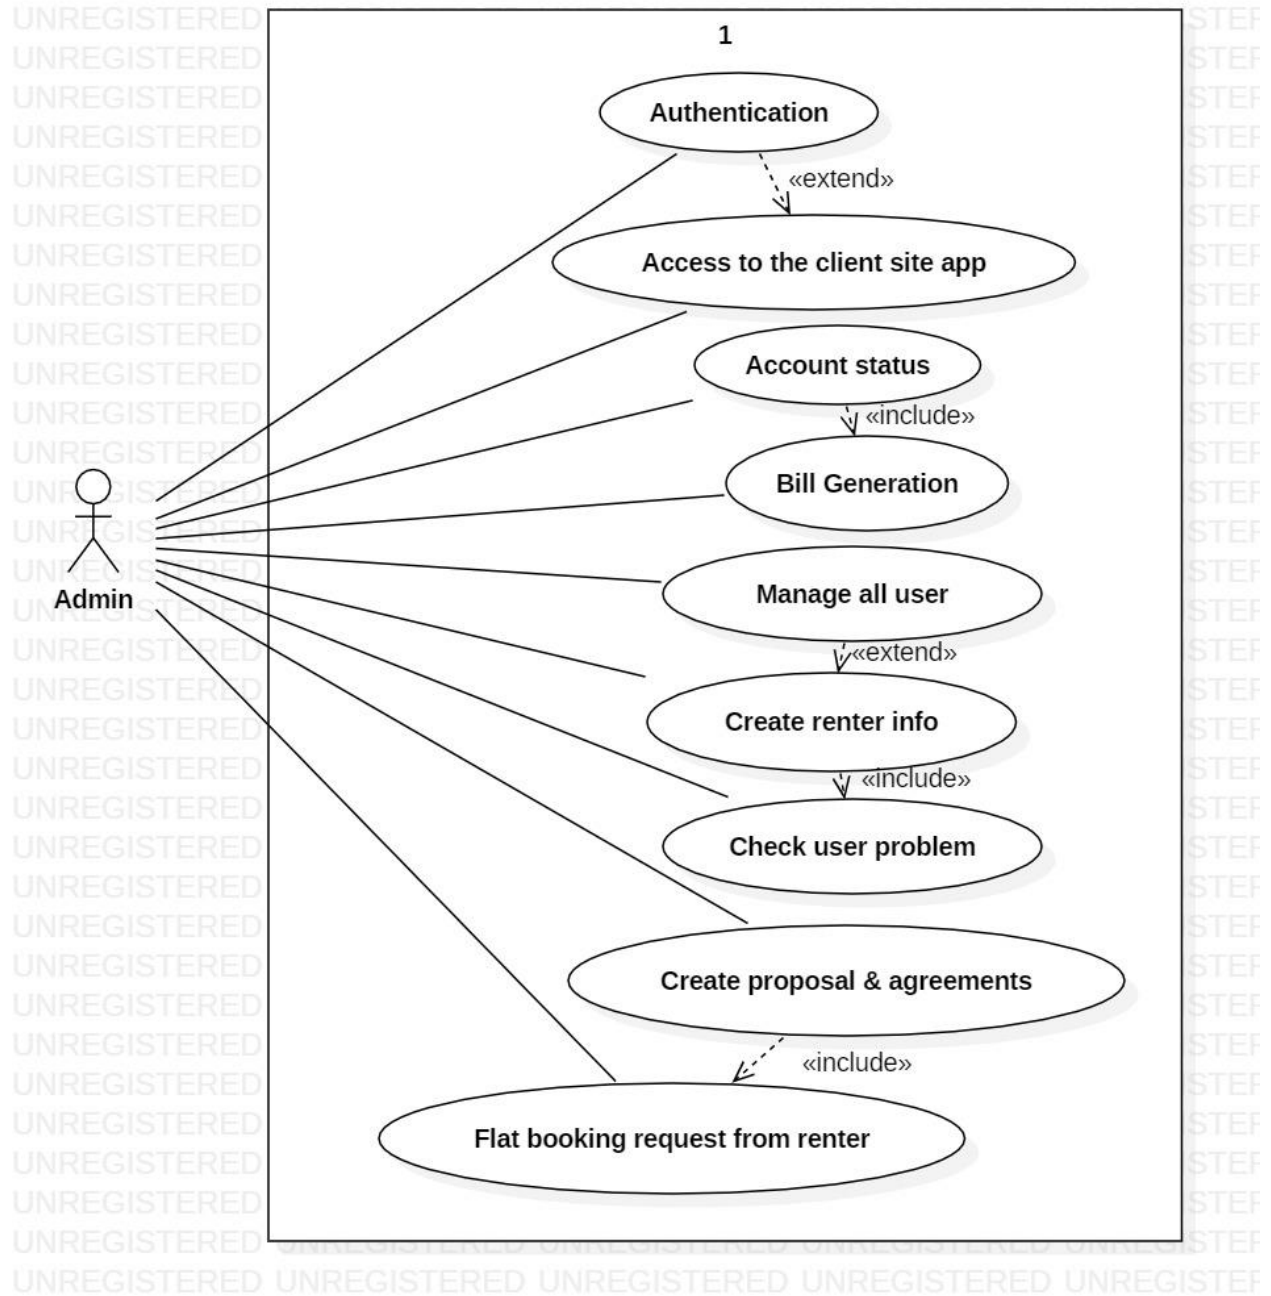 1
Authentication
«extend»
Access to the client site app
Account status
«include»
Bill Generation
Manage all user
Admin
«extend»
Create renter info
«include»
Check user problem
Create proposal & agreements
«include»
Flat booking request from renter
UNREGISTERED UNREGISTERED UNREGISTERED UNREGISTERED UNREGISTER